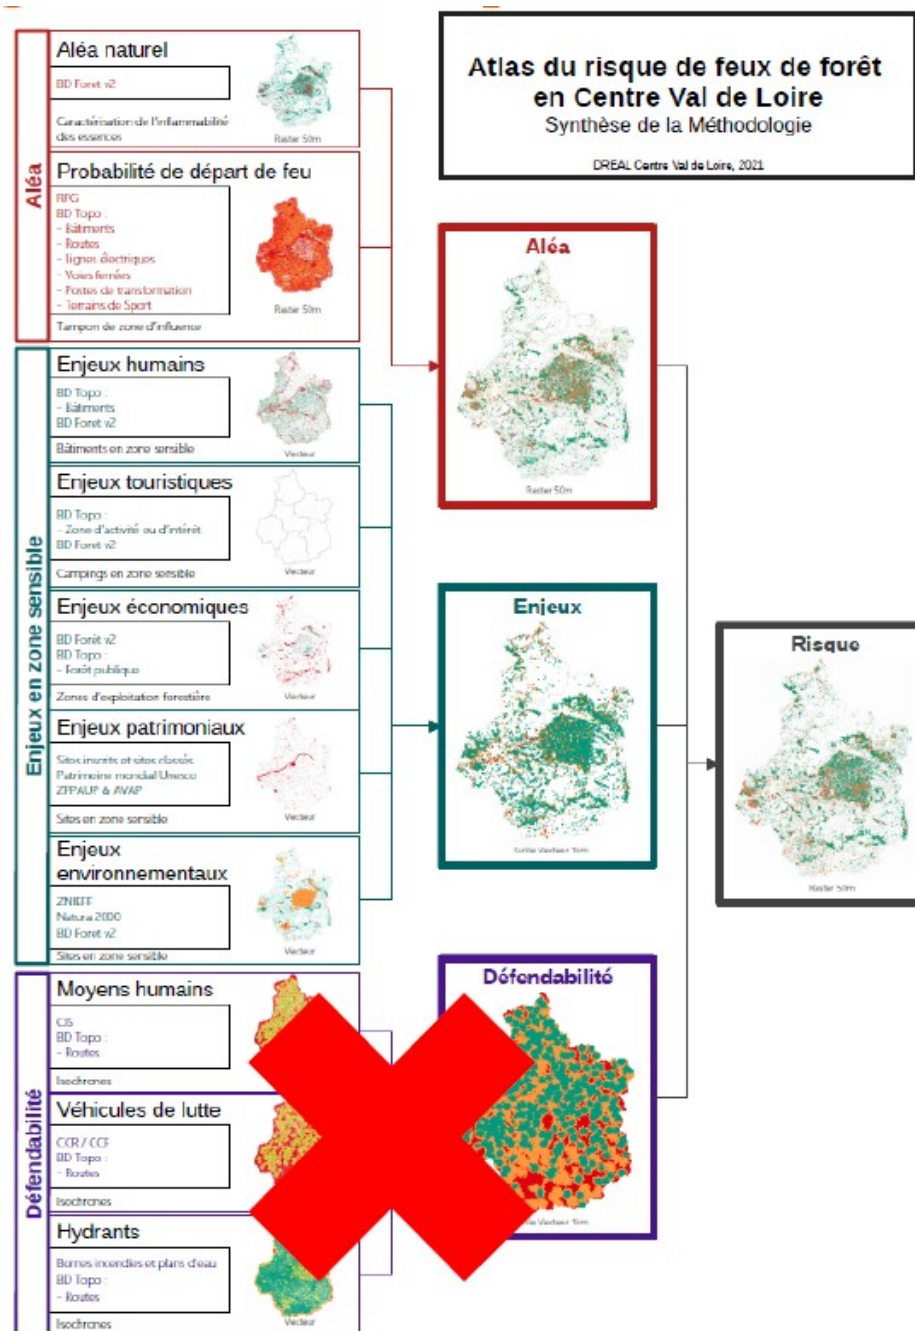 Atlas du risque de feux de forêt
en Centre Val de Loire
Synthèse de la Méthodologie
DREAL Centre Val de Loire, 2021
Aléa
Aléa naturel
BD Foret v2
Caractérisation de l'inflammabilité
des essences
Raster 50m
Probabilité de départ de feu
RPG
BD Topo :
- Bâtiments
- Routes
- Lignes électriques
- Voies ferrées
- Postes de transformation
- Terrains de Sport
Tampon de zone d'influence
Raster 50m
Enjeux en zone sensible
Enjeux humains
BD Topo :
- Bâtiments
BD Foret v2
Bâtiments en zone sensible
Vecteur
Enjeux touristiques
BD Topo :
- Zone d'activité ou d'intérêt
BD Foret v2
Campings en zone sensible
Vecteur
Enjeux économiques
BD Forêt v2
BD Topo :
- Forêt publique
Zones d'exploitation forestière
Vecteur
Enjeux patrimoniaux
Sites inscrits et sites classés
Patrimoine mondial Unesco
ZPPAUP & AVAP
Sites en zone sensible
Vecteur
Enjeux
environnementaux
ZNIEFF
Natura 2000
BD Foret v2
Sites en zone sensible
Vecteur
Défendabilité
Moyens humains
CIS
BD Topo :
- Routes
Isochrones
Véhicules de lutte
CCR / CCF
BD Topo :
- Routes
Isochrones
Hydrants
Bornes incendies et plans d'eau
BD Topo :
- Routes
Isochrones
Vecteur
Aléa
Raster 50m
Enjeux
Vecteur 1km
Défendabilité
Vecteur 1km
Risque
Raster 50m